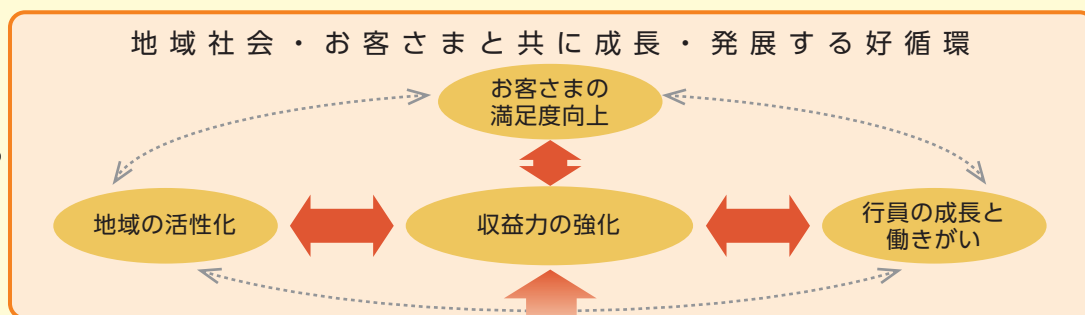 地域社会・お客さまと共に成長・発展する好循環
お客さまの
満足度向上
地域の活性化
収益力の強化
行員の成長と
働きがい